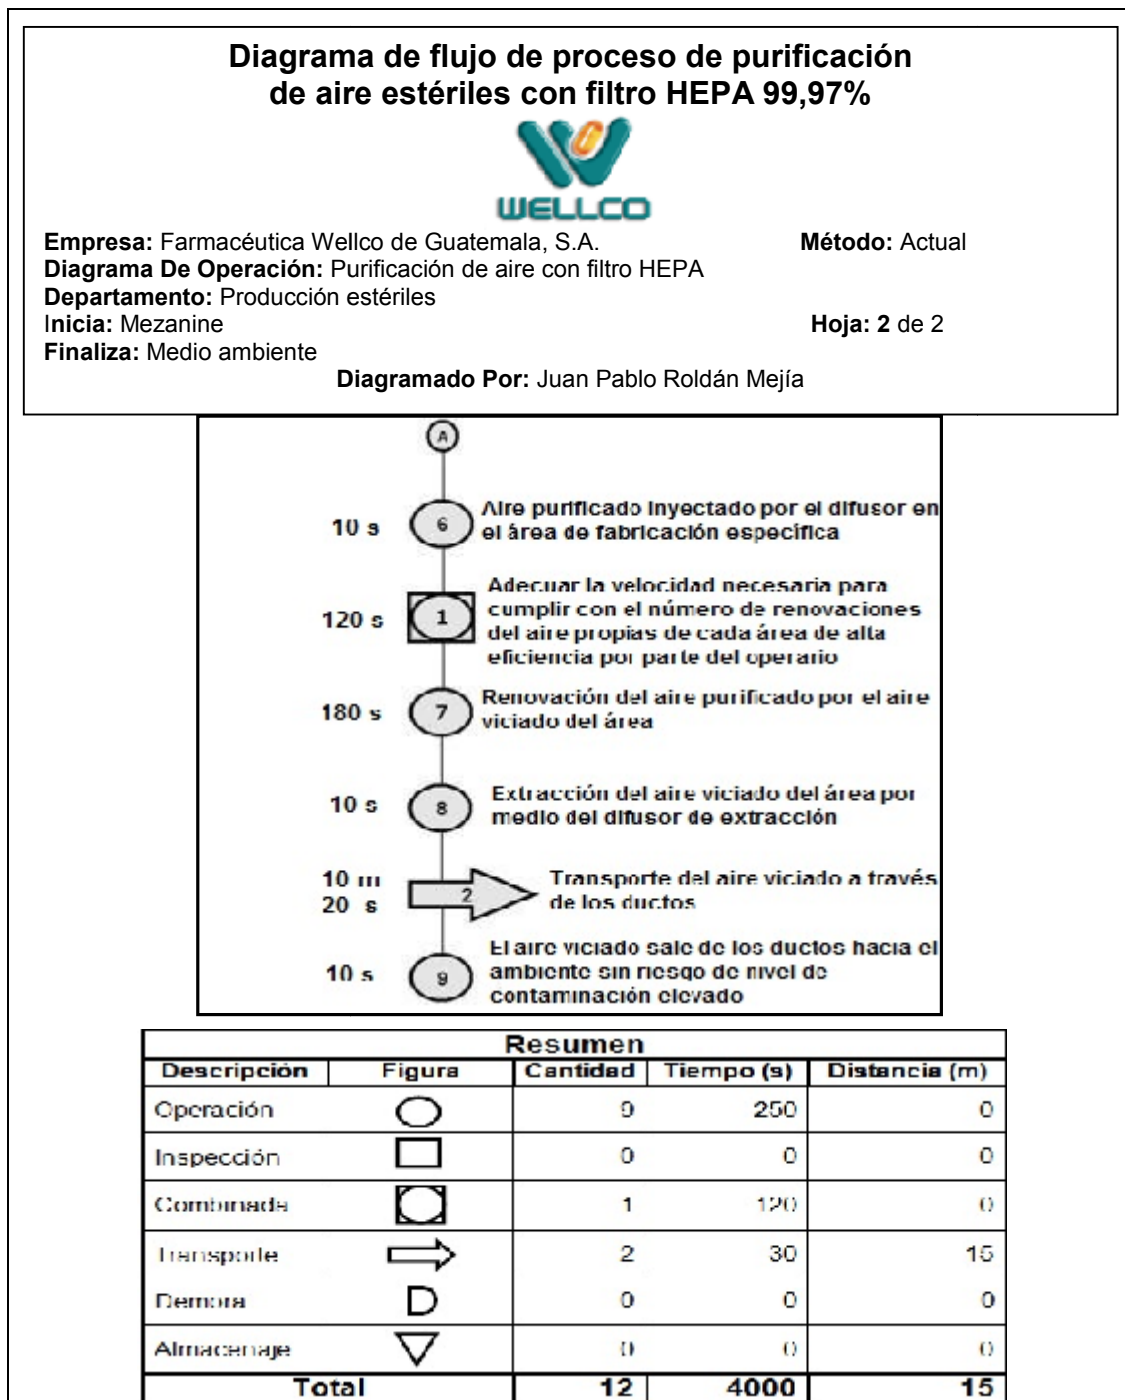 Diagrama de flujo de proceso de purificación
de aire estériles con filtro HEPA 99,97%
WELLCO
Empresa: Farmacéutica Wellco de Guatemala, S.A. Método: Actual
Diagrama De Operación: Purificación de aire con filtro HEPA
Departamento: Producción estériles
Inicia: Mezanine Hoja: 2 de 2
Finaliza: Medio ambiente
Diagramado Por: Juan Pablo Roldán Mejía
A
10 s 6 Aire purificado inyectado por el difusor en
el área de fabricación específica
120 s 1 Adecuar la velocidad necesaria para
cumplir con el número de renovaciones
del aire propias de cada área de alta
eficiencia por parte del operario
180 s 7 Renovación del aire purificado por el aire
viciado del área
10 s 8 Extracción del aire viciado del área por
medio del difusor de extracción
10 m
20 s 2 Transporte del aire viciado a través
de los ductos
10 s 9 El aire viciado sale de los ductos hacia el
ambiente sin riesgo de nivel de
contaminación elevado
Resumen
Descripción Figura Cantidad Tiempo (s) Distancia (m)
Operación 9 250 0
Inspección 0 0 0
Combinada 1 120 0
Transporte 2 30 15
Demora 0 0 0
Almacenaje 0 0 0
Total 12 4000 15